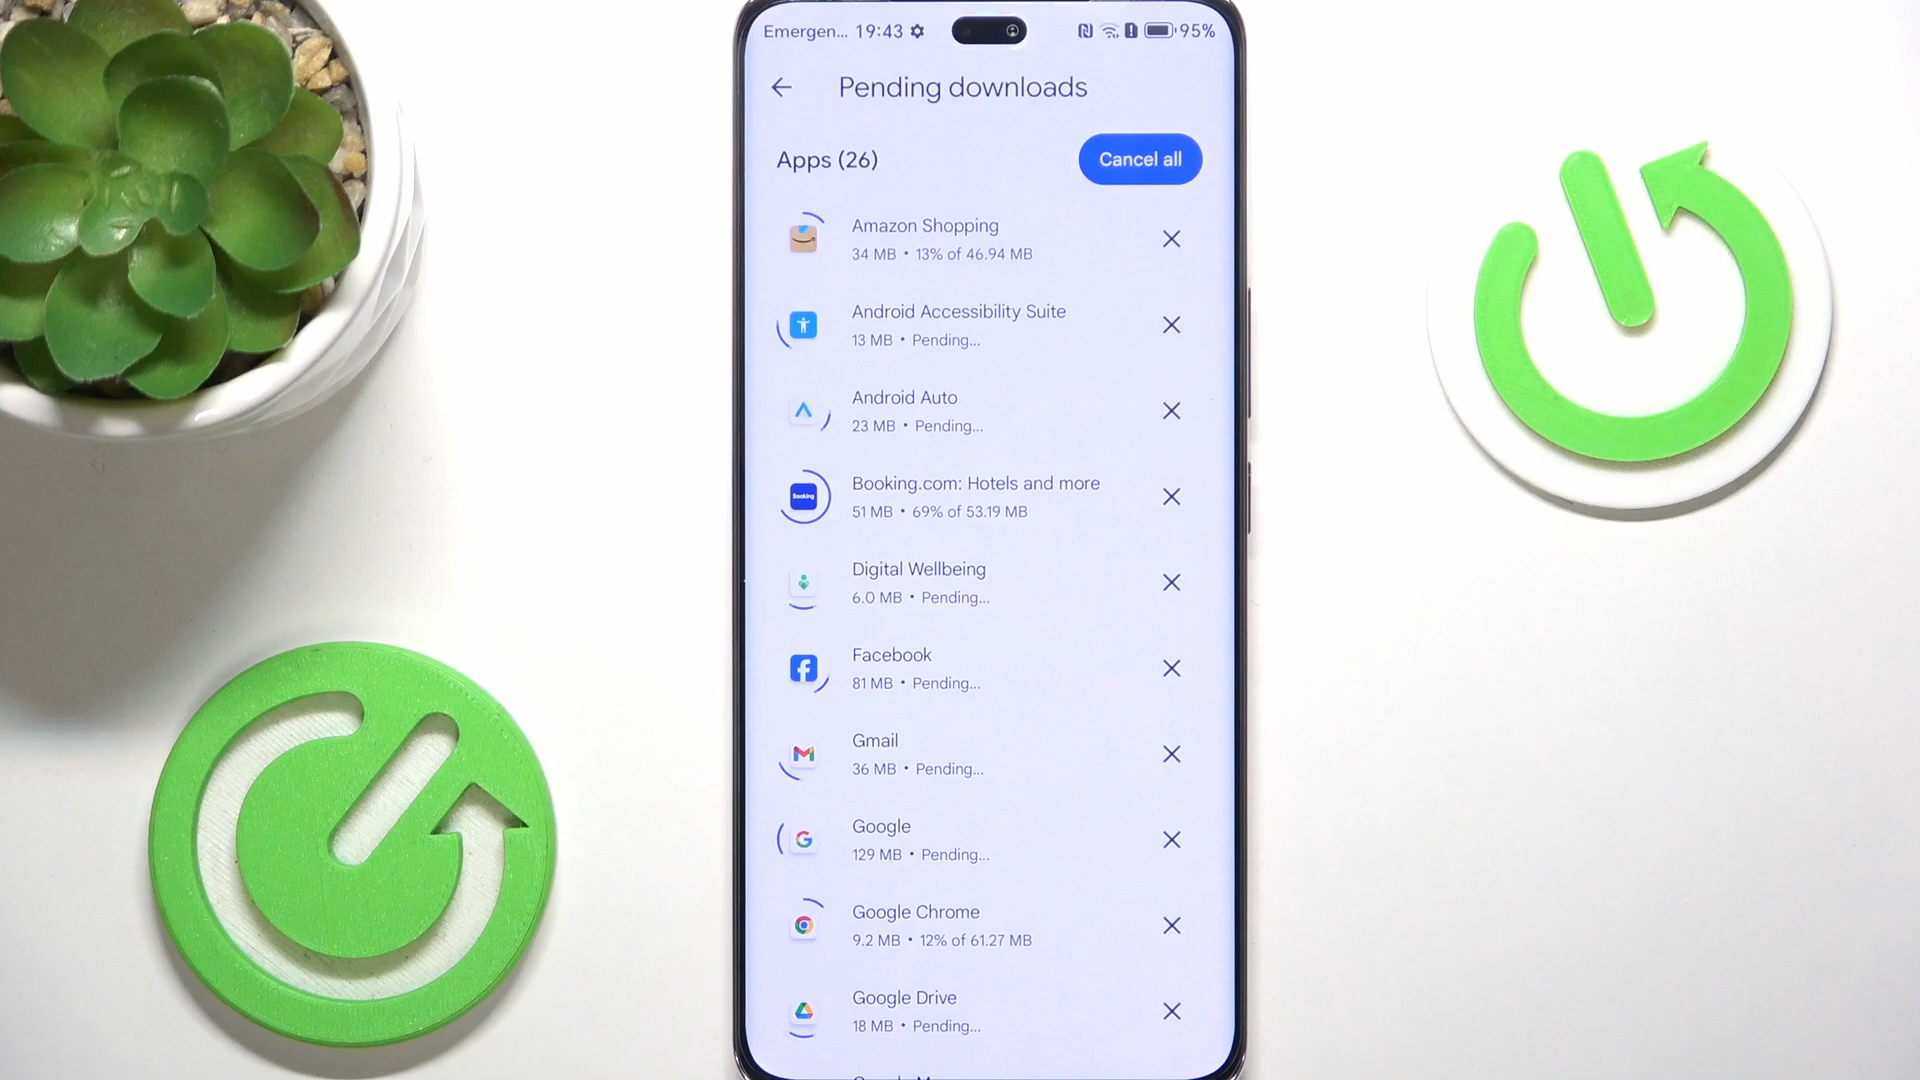 Emergen... 19:43 95%
Pending downloads
Apps (26) Cancel all
Amazon Shopping
34 MB • 13% of 46.94 MB
Android Accessibility Suite
13 MB • Pending...
Android Auto
23 MB • Pending...
Booking
Booking.com: Hotels and more
51 MB • 69% of 53.19 MB
Digital Wellbeing
6.0 MB • Pending...
Facebook
81 MB • Pending...
Gmail
36 MB • Pending...
Google
129 MB • Pending...
Google Chrome
9.2 MB • 12% of 61.27 MB
Google Drive
18 MB • Pending...